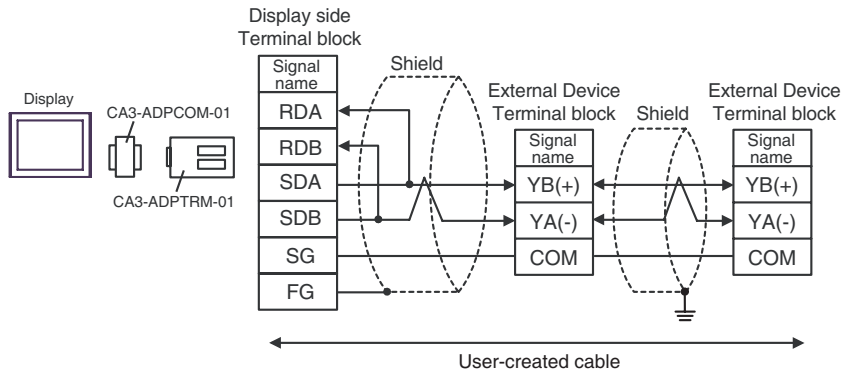 Display side
Terminal block
Display
CA3-ADPCOM-01
CA3-ADPTRM-01
Signal
name
RDA
RDB
SDA
SDB
SG
FG
Shield
External Device
Terminal block
Signal
name
YB(+)
YA(-)
COM
Shield
External Device
Terminal block
Signal
name
YB(+)
YA(-)
COM
User-created cable